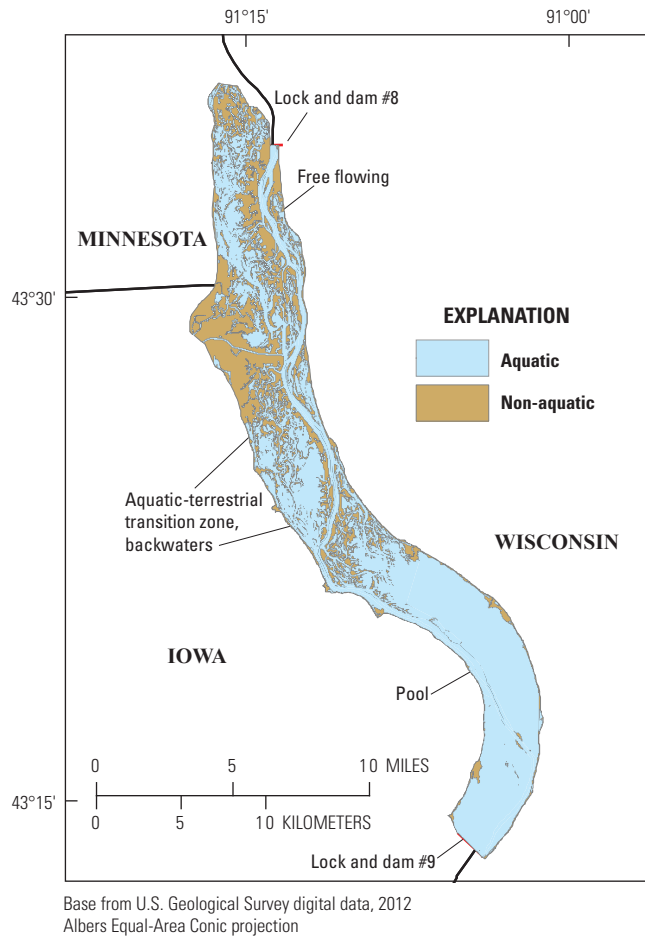 91°15'
91°00'
Lock and dam #8
Free flowing
MINNESOTA
43°30'
EXPLANATION
Aquatic
Non-aquatic
Aquatic-terrestrial
transition zone,
backwaters
WISCONSIN
IOWA
Pool
0 5 10 MILES
43°15'
0 5 10 KILOMETERS
Lock and dam #9
Base from U.S. Geological Survey digital data, 2012
Albers Equal-Area Conic projection